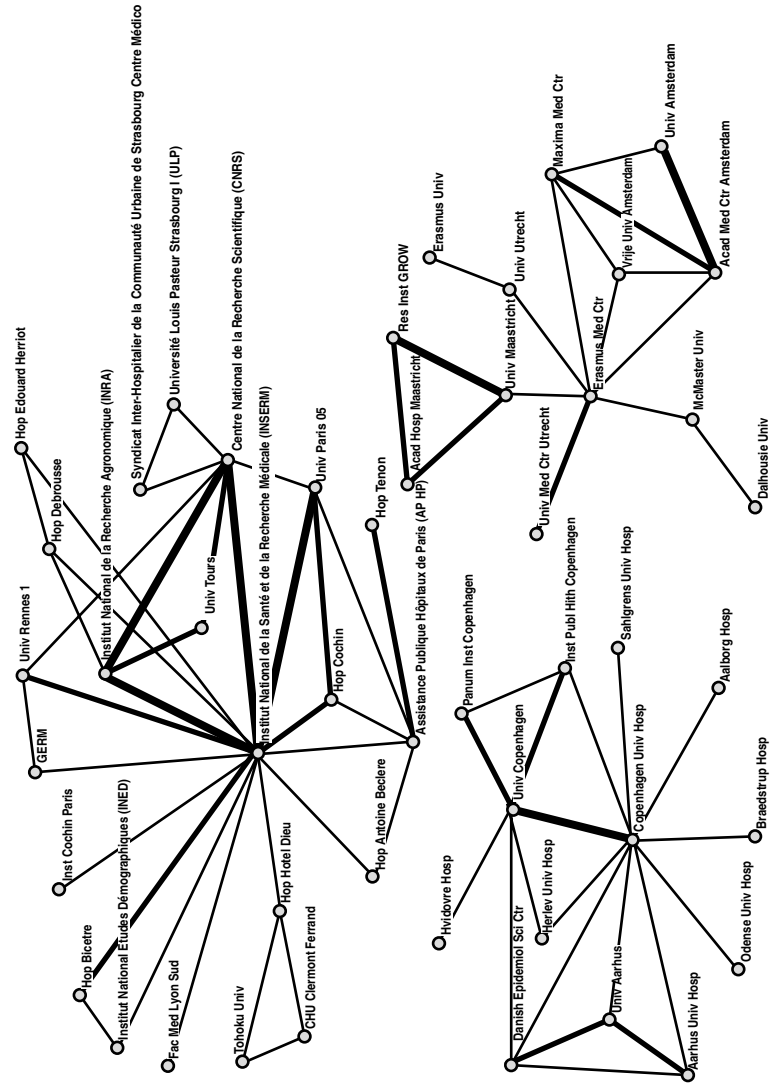 Hop Edouard Herriot
Hop Debrousse
Univ Rennes 1
GERM
Inst Cochin Paris
Hop Bicetre
Institut National Etudes Démographiques (INED)
Fac Med Lyon Sud
Tohoku Univ
CHU Clermont Ferrand
Hop Hotel Dieu
Syndicat Inter-Hospitalier de la Communauté Urbaine de Strasbourg Centre Médico
Université Louis Pasteur Strasbourg I (ULP)
Centre National de la Recherche Scientifique (CNRS)
Institut National de la Recherche Agronomique (INRA)
Univ Tours
Institut National de la Santé et de la Recherche Médicale (INSERM)
Univ Paris 05
Hop Cochin
Hop Tenon
Assistance Publique Hôpitaux de Paris (AP HP)
Hop Antoine Beclere
Erasmus Univ
Res Inst GROW
Acad Hosp Maastricht
Univ Maastricht
Univ Utrecht
Maxima Med Ctr
Univ Amsterdam
Vrije Univ Amsterdam
Acad Med Ctr Amsterdam
Erasmus Med Ctr
Univ Med Ctr Utrecht
McMaster Univ
Dalhousie Univ
Panum Inst Copenhagen
Inst Publ Hlth Copenhagen
Univ Copenhagen
Hvidovre Hosp
Herlev Univ Hosp
Danish Epidemiol Sci Ctr
Univ Aarhus
Aarhus Univ Hosp
Sahlgrens Univ Hosp
Aalborg Hosp
Copenhagen Univ Hosp
Braedstrup Hosp
Odense Univ Hosp